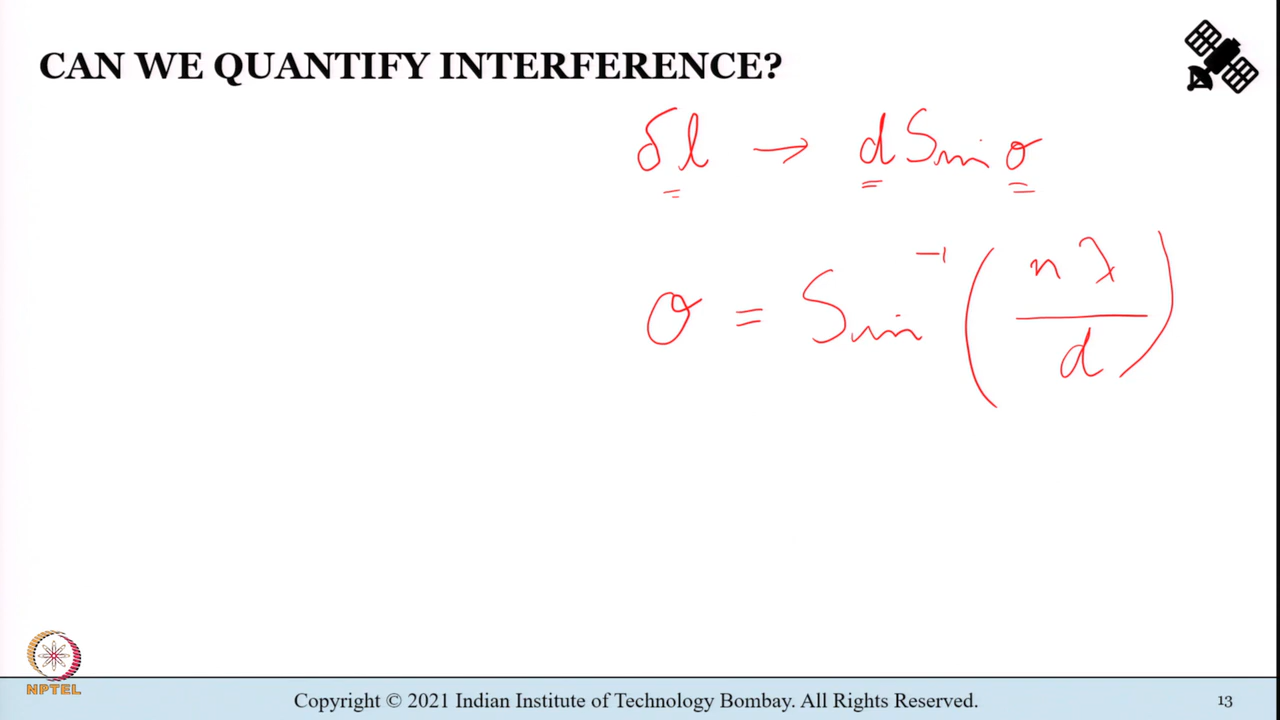 CAN WE QUANTIFY INTERFERENCE?
δl → d Sin θ
θ = Sin⁻¹ (nλ / d)
NPTEL
Copyright © 2021 Indian Institute of Technology Bombay. All Rights Reserved.
13